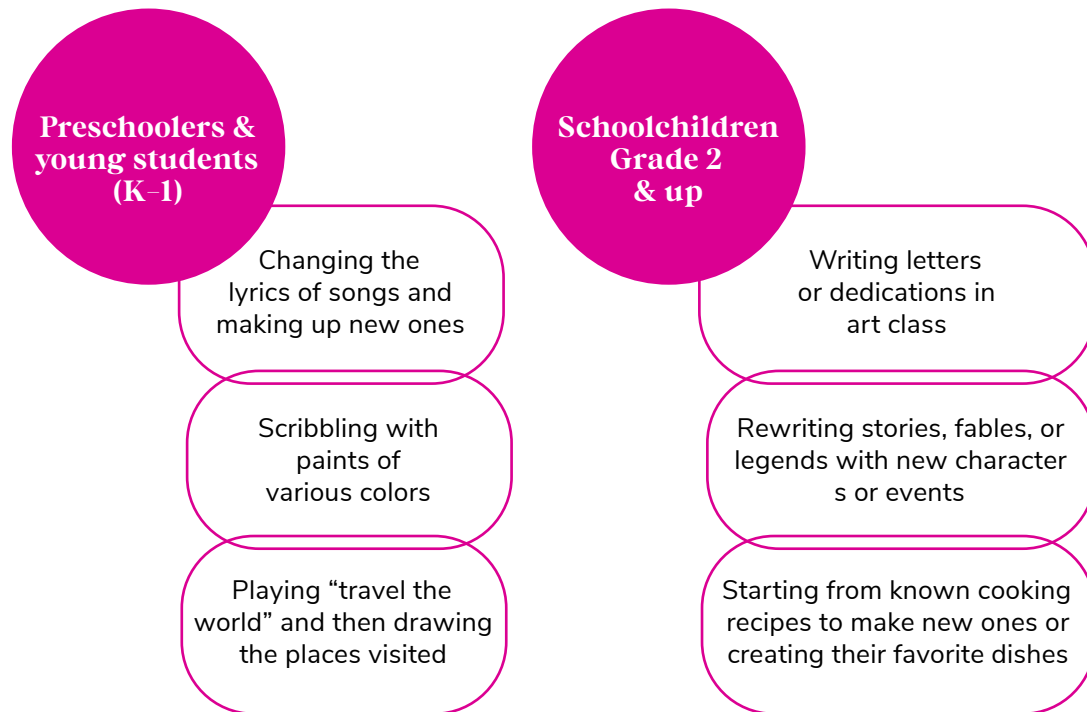 Preschoolers &
young students
(K–1)
Changing the
lyrics of songs and
making up new ones
Scribbling with
paints of
various colors
Playing “travel the
world” and then drawing
the places visited
Schoolchildren
Grade 2
& up
Writing letters
or dedications in
art class
Rewriting stories, fables, or
legends with new character
s or events
Starting from known cooking
recipes to make new ones or
creating their favorite dishes